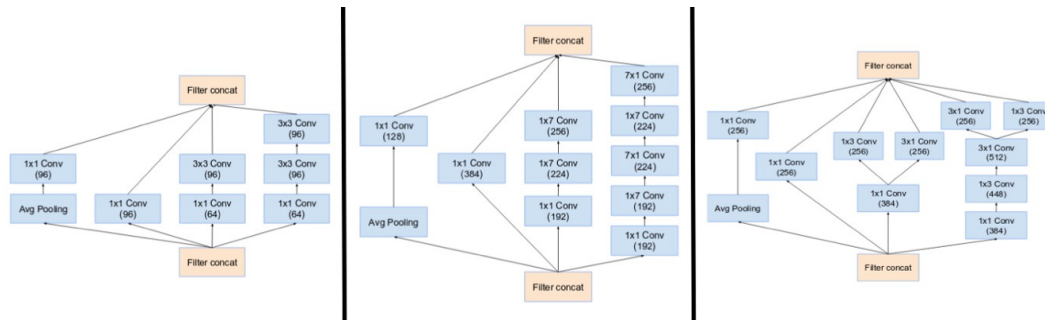 Filter concat
3x3 Conv
(96)
1x1 Conv
(96)
3x3 Conv
(96)
3x3 Conv
(96)
Avg Pooling
1x1 Conv
(96)
1x1 Conv
(64)
1x1 Conv
(64)
Filter concat
Filter concat
7x1 Conv
(256)
1x1 Conv
(128)
1x7 Conv
(256)
1x7 Conv
(224)
1x1 Conv
(384)
1x7 Conv
(224)
7x1 Conv
(224)
Avg Pooling
1x1 Conv
(192)
1x7 Conv
(192)
1x1 Conv
(192)
Filter concat
Filter concat
1x1 Conv
(256)
3x1 Conv
(256)
1x3 Conv
(256)
1x1 Conv
(256)
1x3 Conv
(256)
3x1 Conv
(256)
3x1 Conv
(512)
Avg Pooling
1x1 Conv
(384)
1x3 Conv
(448)
1x1 Conv
(384)
Filter concat